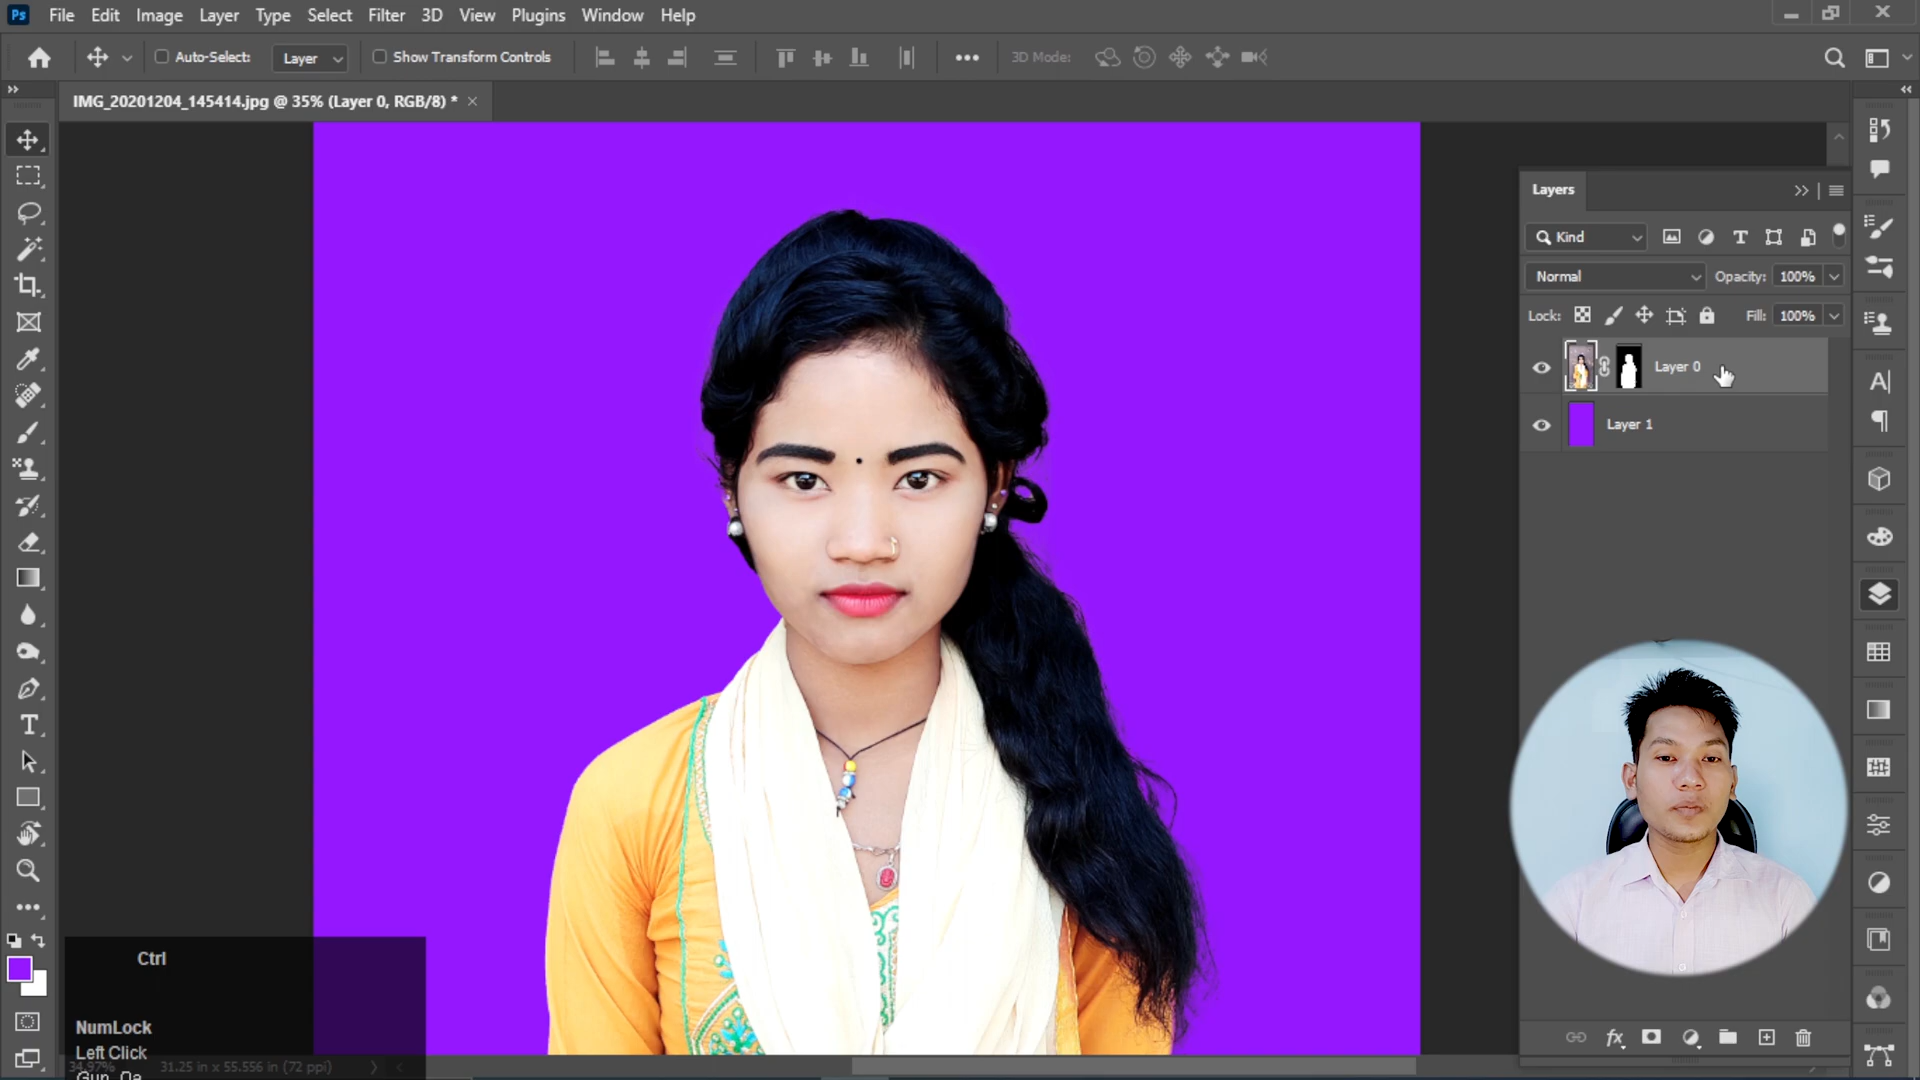 Ps File Edit Image Layer Type Select Filter 3D View Plugins Window Help
Auto-Select: Layer Show Transform Controls 3D Mode:
IMG_20201204_145414.jpg @ 35% (Layer 0, RGB/8) *
Layers
Kind
Normal Opacity: 100%
Lock: Fill: 100%
Layer 0
Layer 1
Ctrl
NumLock
Left Click
34.97% 31.25 in x 55.556 in (72 ppi)